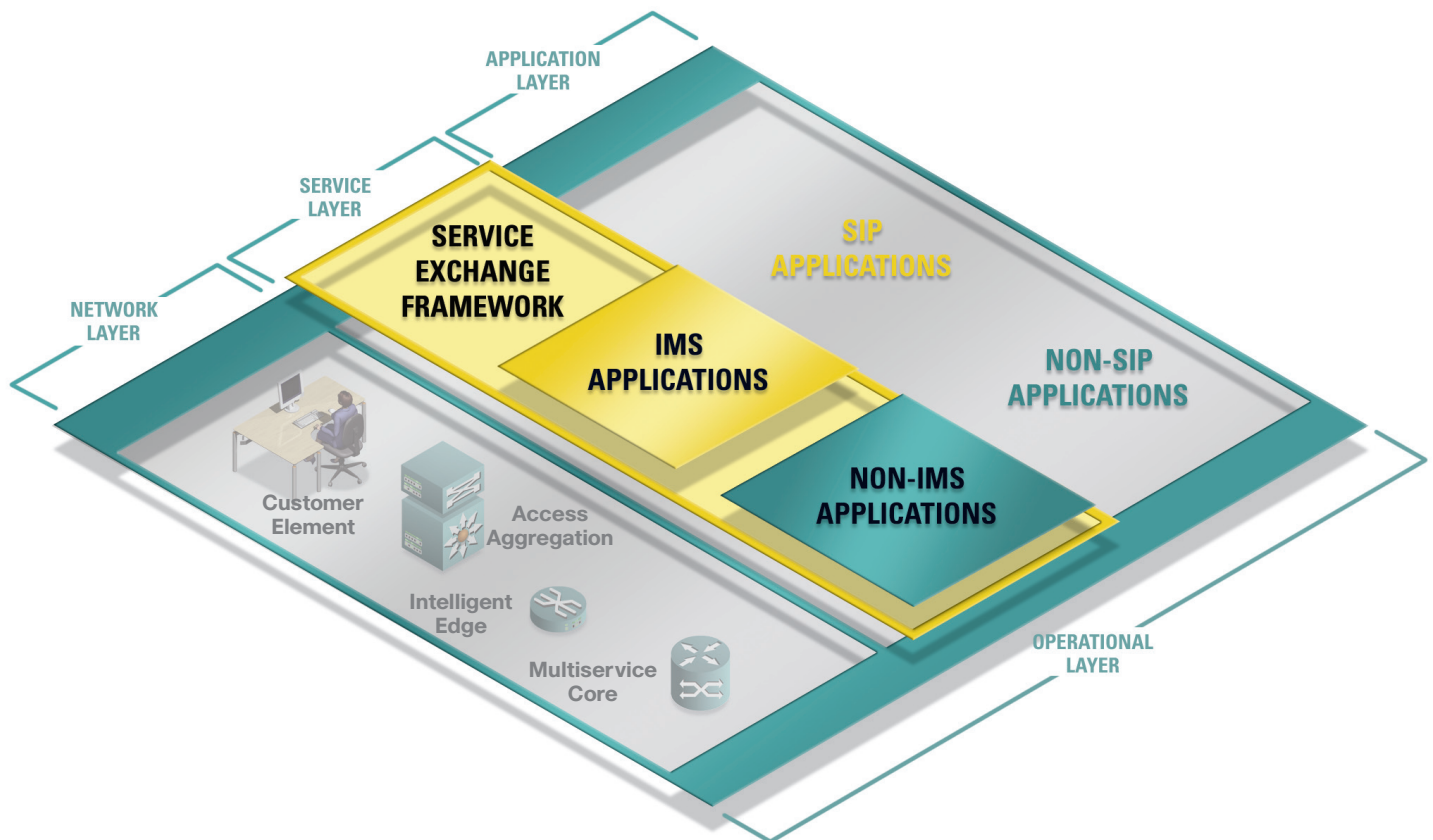 APPLICATION
LAYER
SERVICE
LAYER
NETWORK
LAYER
SERVICE
EXCHANGE
FRAMEWORK
SIP
APPLICATIONS
IMS
APPLICATIONS
NON-SIP
APPLICATIONS
NON-IMS
APPLICATIONS
Customer
Element
Access
Aggregation
Intelligent
Edge
Multiservice
Core
OPERATIONAL
LAYER